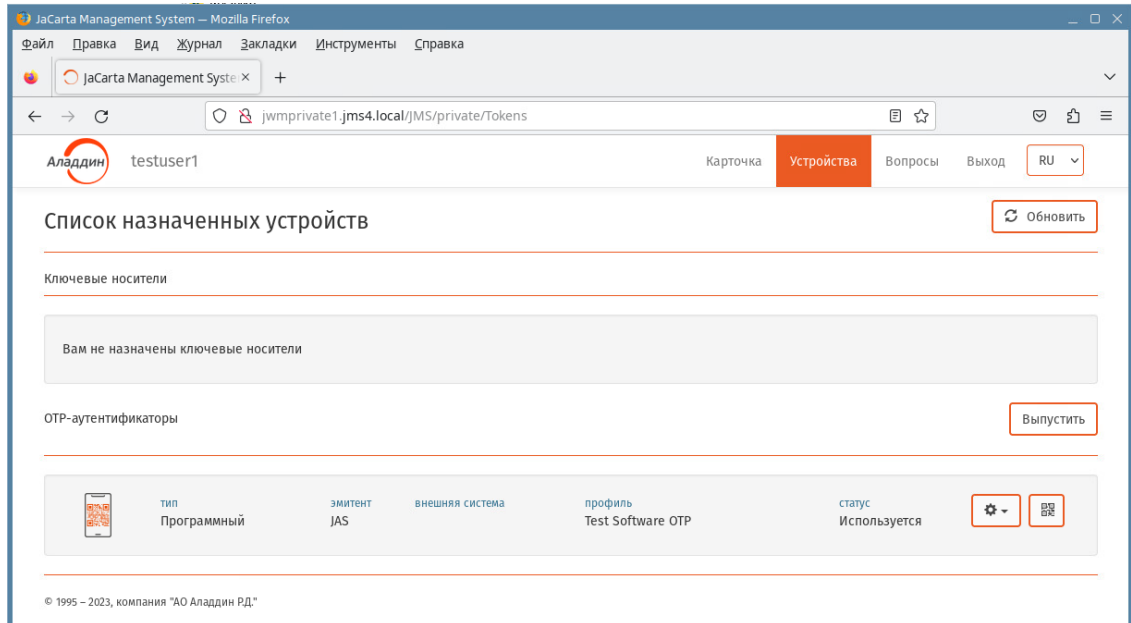 JaCarta Management System — Mozilla Firefox
Файл Правка Вид Журнал Закладки Инструменты Справка
JaCarta Management Syste
jwmprivate1.jms4.local/JMS/private/Tokens
Аладдин testuser1 Карточка Устройства Вопросы Выход RU
Список назначенных устройств Обновить
Ключевые носители
Вам не назначены ключевые носители
OTP-аутентификаторы Выпустить
тип эмитент внешняя система профиль статус
Программный JAS Test Software OTP Используется
© 1995 – 2023, компания "АО Аладдин Р.Д."